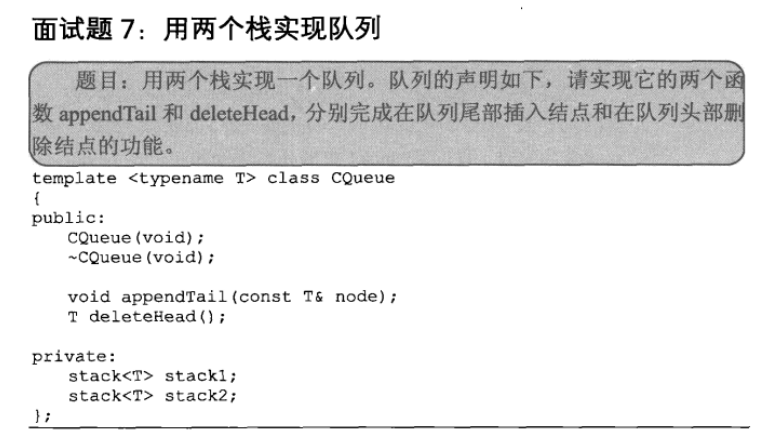 面试题 7：用两个栈实现队列
题目：用两个栈实现一个队列。队列的声明如下，请实现它的两个函
数 appendTail 和 deleteHead，分别完成在队列尾部插入结点和在队列头部删
除结点的功能。
template <typename T> class CQueue
{
public:
CQueue(void);
~CQueue(void);
void appendTail(const T& node);
T deleteHead();
private:
stack<T> stack1;
stack<T> stack2;
};